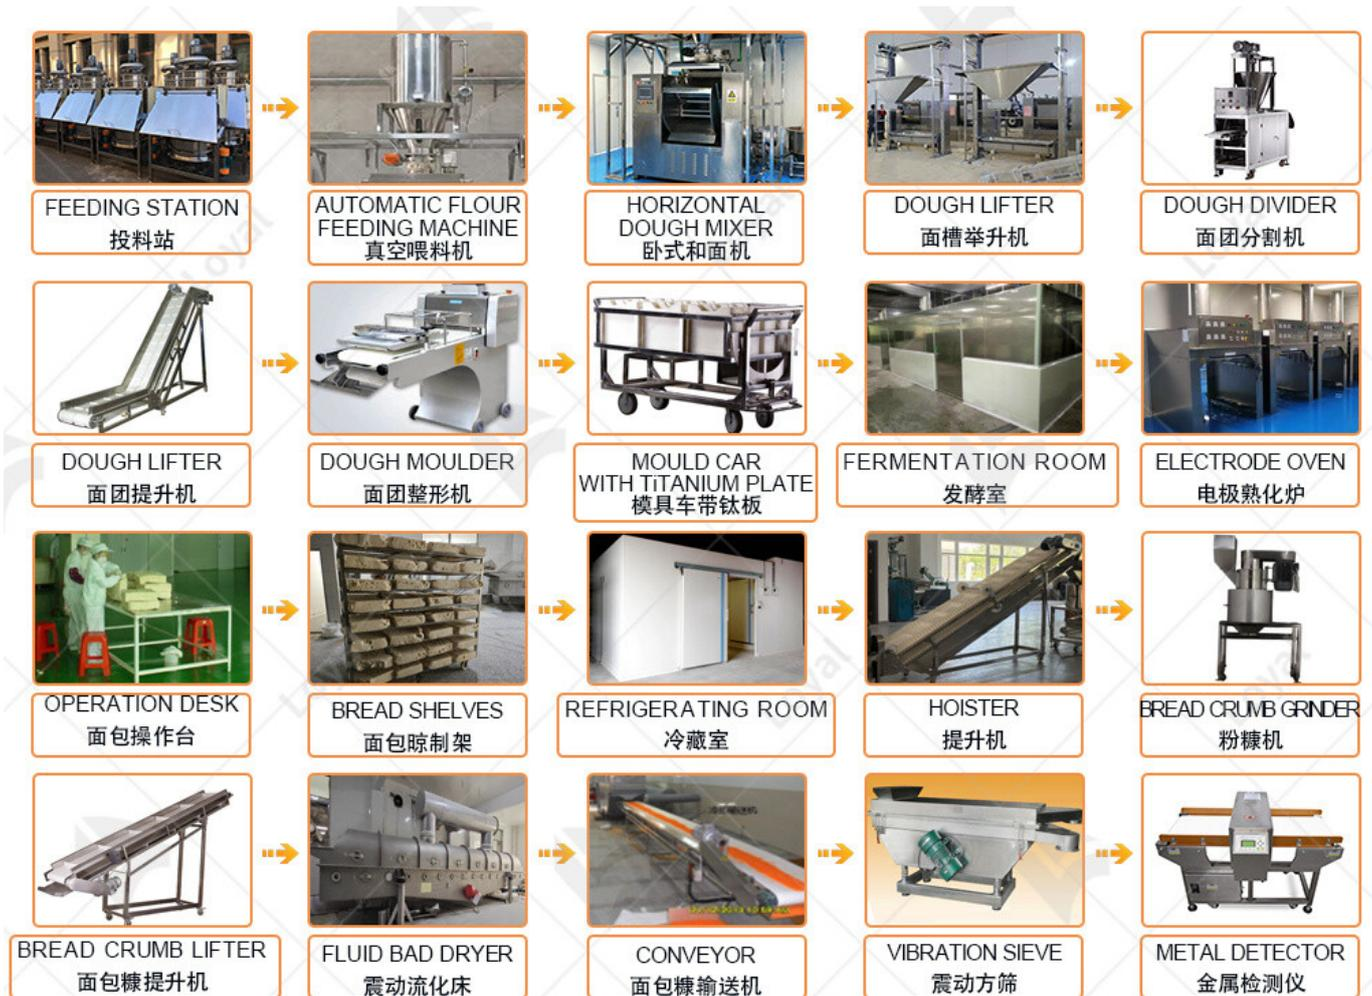 FEEDING STATION
投料站
AUTOMATIC FLOUR
FEEDING MACHINE
真空喂料机
HORIZONTAL
DOUGH MIXER
卧式和面机
DOUGH LIFTER
面槽举升机
DOUGH DIVIDER
面团分割机
DOUGH LIFTER
面团提升机
DOUGH MOULDER
面团整形机
MOULD CAR
WITH TiTANIUM PLATE
模具车带钛板
FERMENTATION ROOM
发酵室
ELECTRODE OVEN
电极熟化炉
OPERATION DESK
面包操作台
BREAD SHELVES
面包晾制架
REFRIGERATING ROOM
冷藏室
HOISTER
提升机
BREAD CRUMB GRINDER
粉糠机
BREAD CRUMB LIFTER
面包糠提升机
FLUID BAD DRYER
震动流化床
CONVEYOR
面包糠输送机
VIBRATION SIEVE
震动方筛
METAL DETECTOR
金属检测仪
Loyal
Loyal
Loyal
Loyal
Loyal